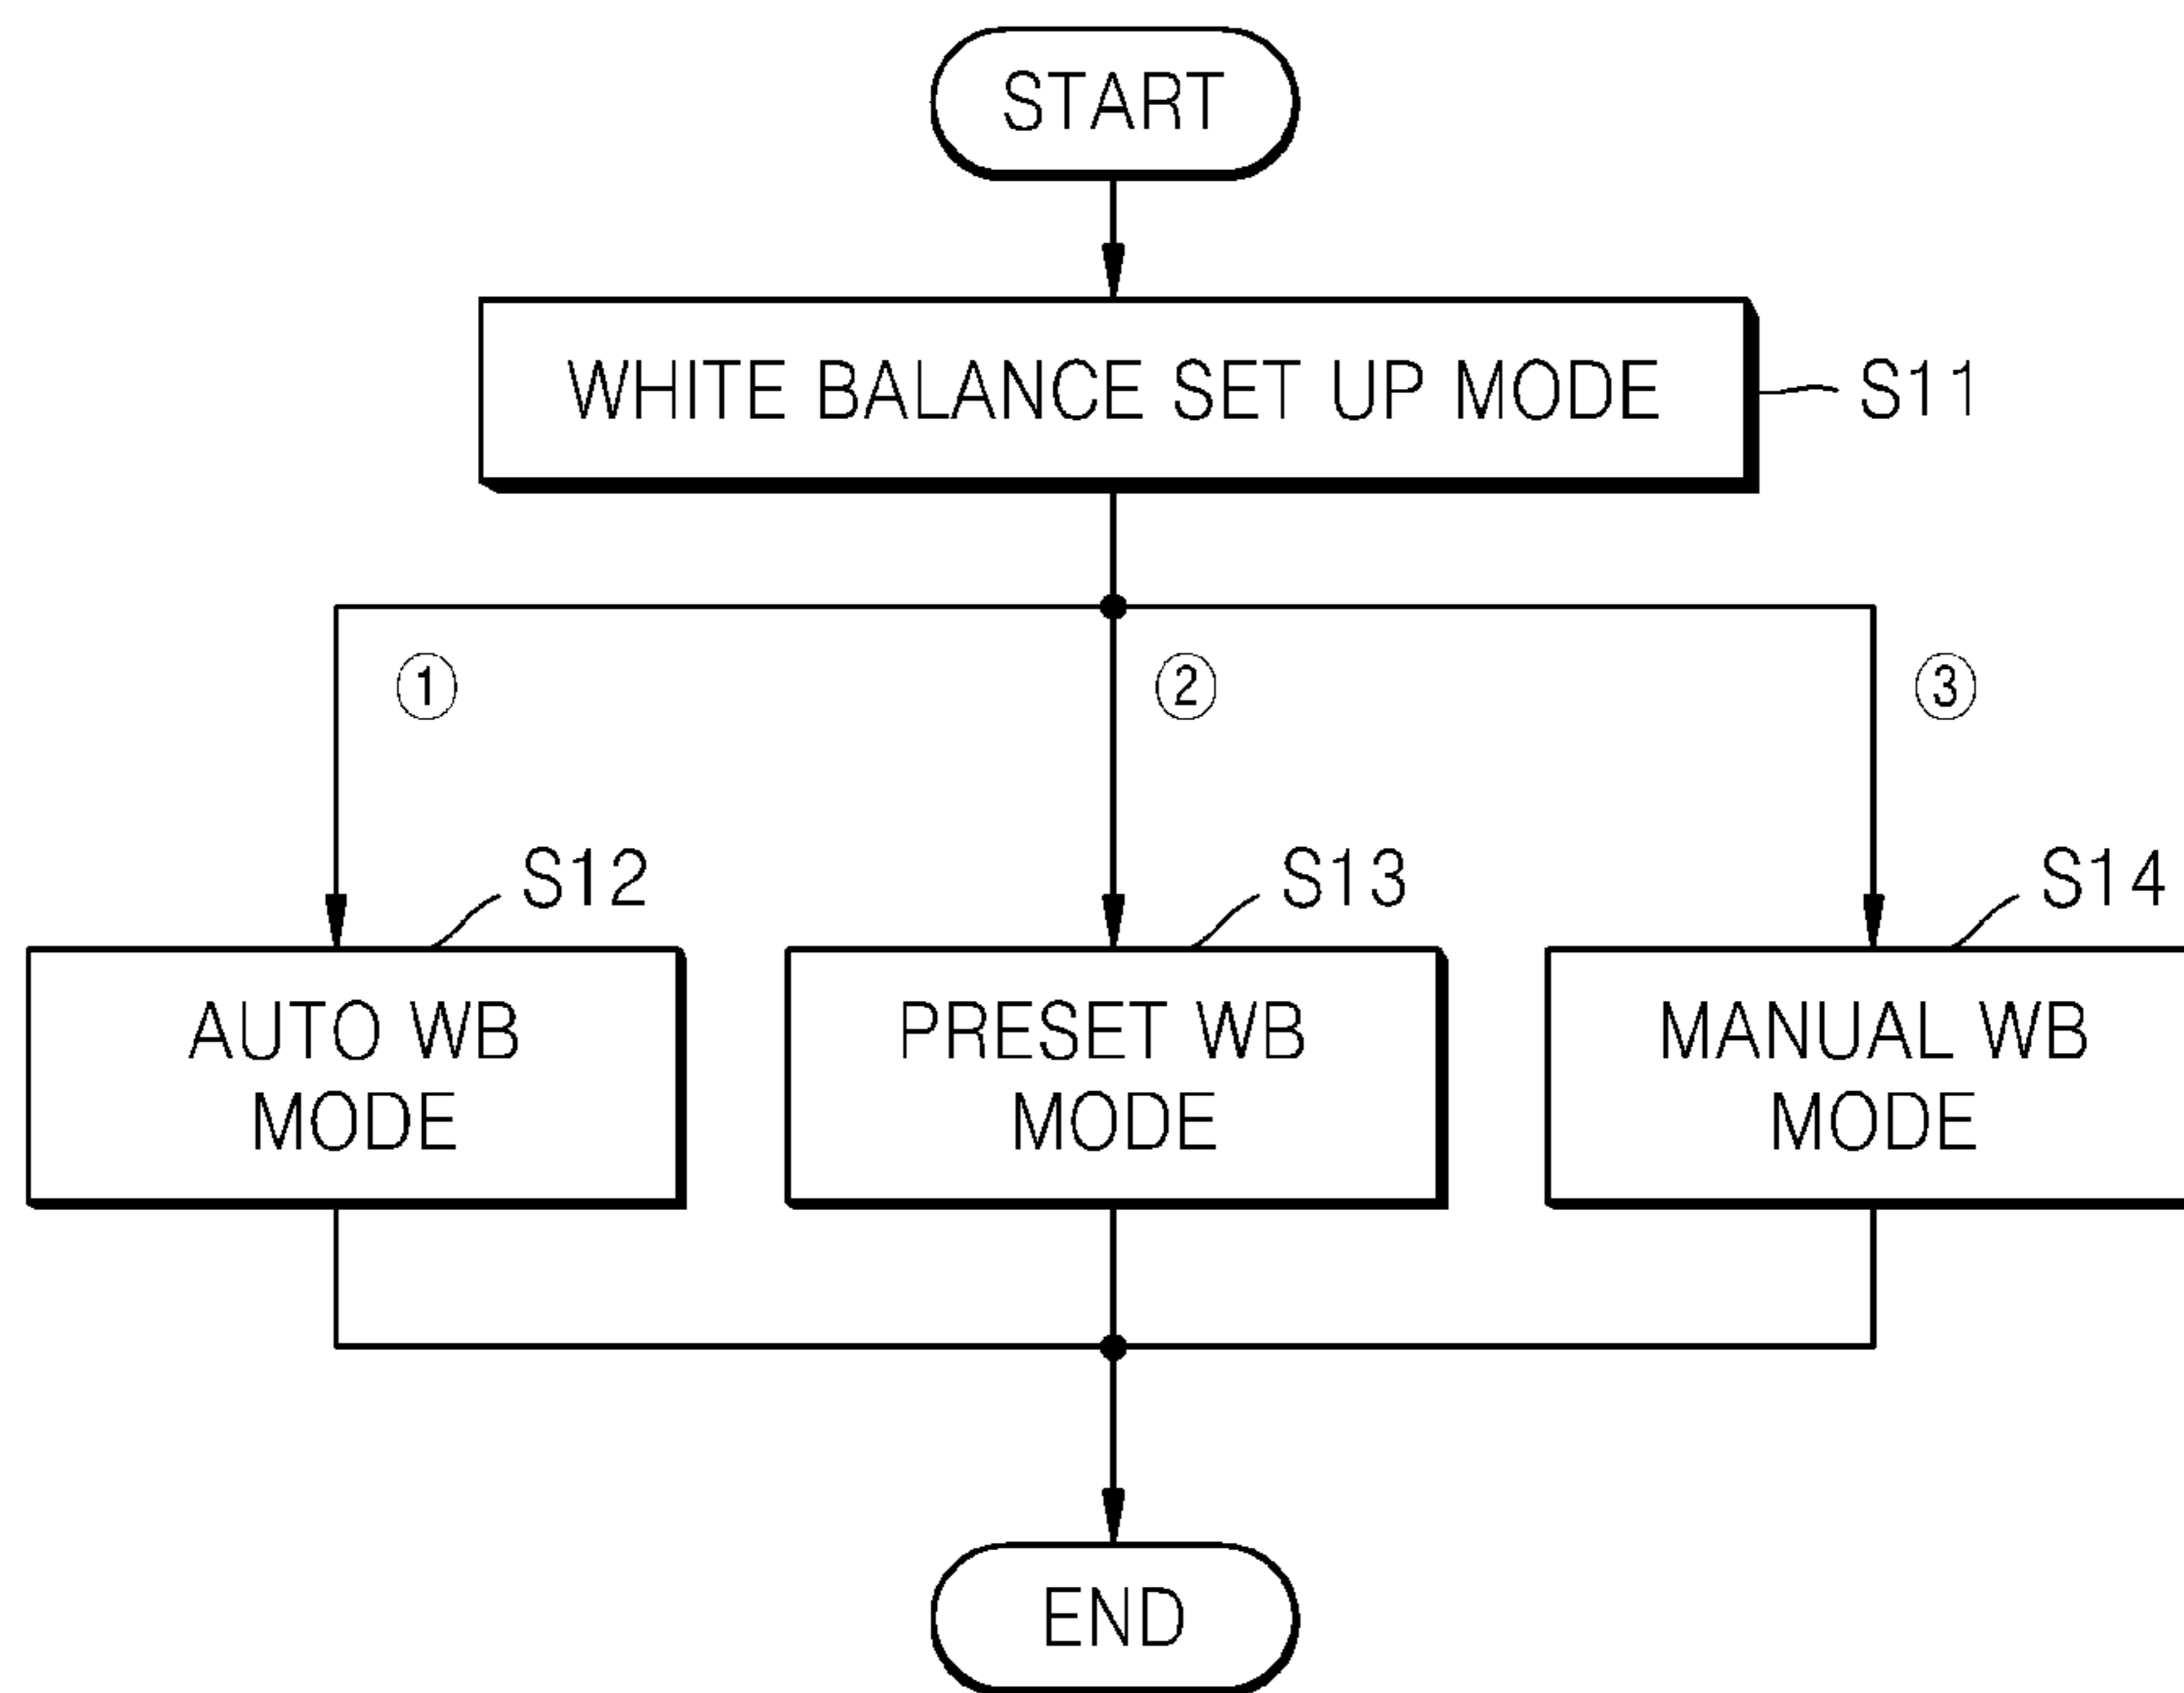 START
WHITE BALANCE SET UP MODE
S11
① ② ③
S12 S13 S14
AUTO WB
MODE
PRESET WB
MODE
MANUAL WB
MODE
END